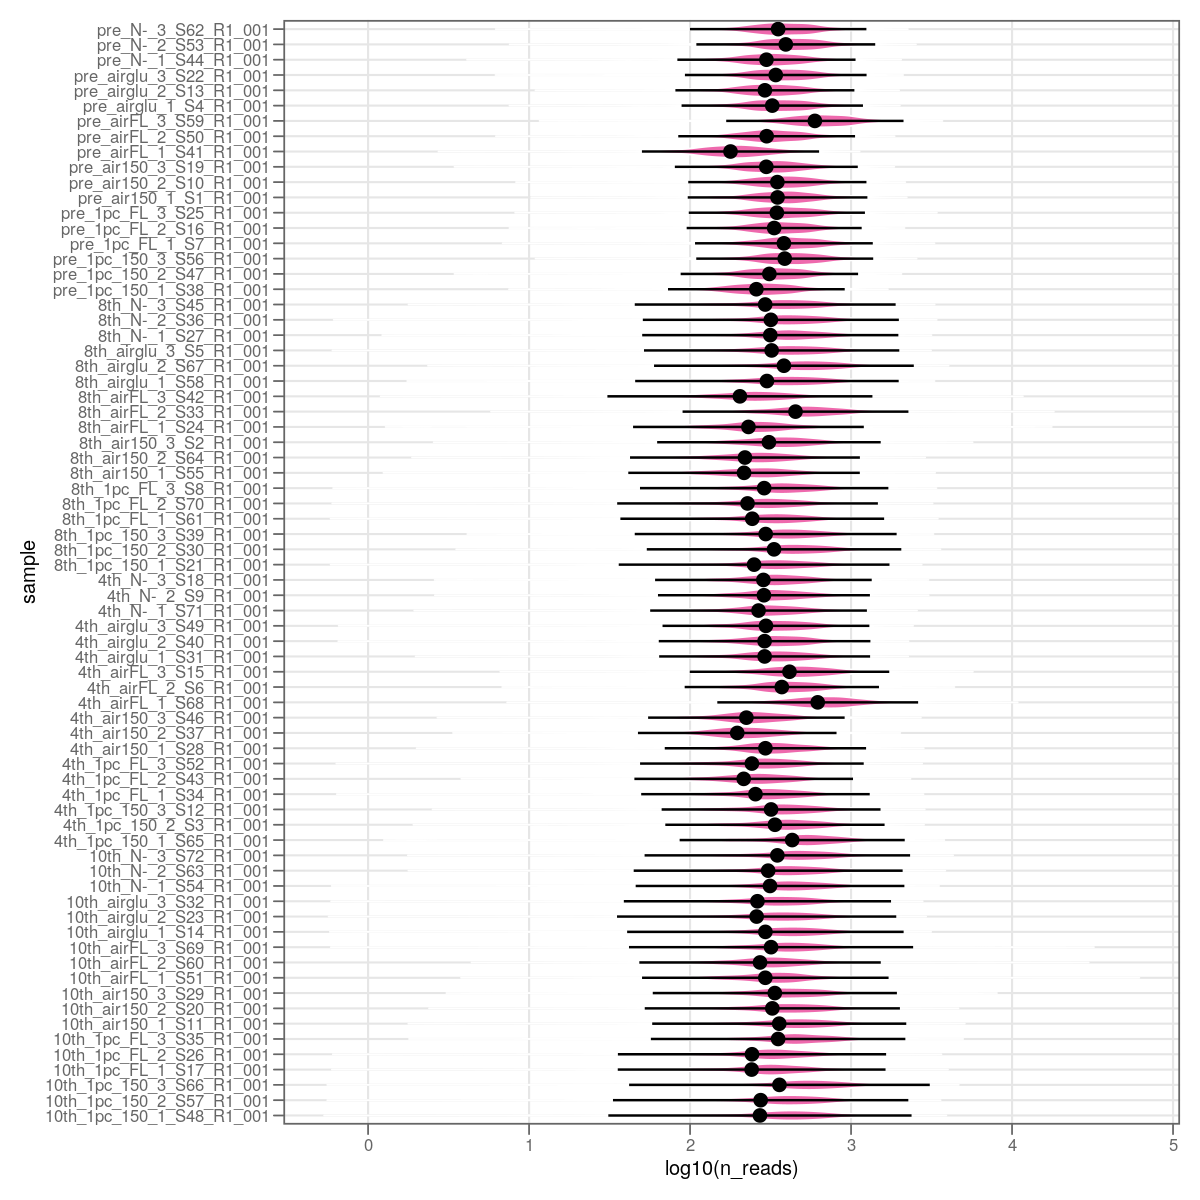 pre_N-_3_S62_R1_001
pre_N-_2_S53_R1_001
pre_N-_1_S44_R1_001
pre_airglu_3_S22_R1_001
pre_airglu_2_S13_R1_001
pre_airglu_1_S4_R1_001
pre_airFL_3_S59_R1_001
pre_airFL_2_S50_R1_001
pre_airFL_1_S41_R1_001
pre_air150_3_S19_R1_001
pre_air150_2_S10_R1_001
pre_air150_1_S1_R1_001
pre_1pc_FL_3_S25_R1_001
pre_1pc_FL_2_S16_R1_001
pre_1pc_FL_1_S7_R1_001
pre_1pc_150_3_S56_R1_001
pre_1pc_150_2_S47_R1_001
pre_1pc_150_1_S38_R1_001
8th_N-_3_S45_R1_001
8th_N-_2_S36_R1_001
8th_N-_1_S27_R1_001
8th_airglu_3_S5_R1_001
8th_airglu_2_S67_R1_001
8th_airglu_1_S58_R1_001
8th_airFL_3_S42_R1_001
8th_airFL_2_S33_R1_001
8th_airFL_1_S24_R1_001
8th_air150_3_S2_R1_001
8th_air150_2_S64_R1_001
8th_air150_1_S55_R1_001
8th_1pc_FL_3_S8_R1_001
8th_1pc_FL_2_S70_R1_001
8th_1pc_FL_1_S61_R1_001
8th_1pc_150_3_S39_R1_001
8th_1pc_150_2_S30_R1_001
8th_1pc_150_1_S21_R1_001
4th_N-_3_S18_R1_001
4th_N-_2_S9_R1_001
4th_N-_1_S71_R1_001
4th_airglu_3_S49_R1_001
4th_airglu_2_S40_R1_001
4th_airglu_1_S31_R1_001
4th_airFL_3_S15_R1_001
4th_airFL_2_S6_R1_001
4th_airFL_1_S68_R1_001
4th_air150_3_S46_R1_001
4th_air150_2_S37_R1_001
4th_air150_1_S28_R1_001
4th_1pc_FL_3_S52_R1_001
4th_1pc_FL_2_S43_R1_001
4th_1pc_FL_1_S34_R1_001
4th_1pc_150_3_S12_R1_001
4th_1pc_150_2_S3_R1_001
4th_1pc_150_1_S65_R1_001
10th_N-_3_S72_R1_001
10th_N-_2_S63_R1_001
10th_N-_1_S54_R1_001
10th_airglu_3_S32_R1_001
10th_airglu_2_S23_R1_001
10th_airglu_1_S14_R1_001
10th_airFL_3_S69_R1_001
10th_airFL_2_S60_R1_001
10th_airFL_1_S51_R1_001
10th_air150_3_S29_R1_001
10th_air150_2_S20_R1_001
10th_air150_1_S11_R1_001
10th_1pc_FL_3_S35_R1_001
10th_1pc_FL_2_S26_R1_001
10th_1pc_FL_1_S17_R1_001
10th_1pc_150_3_S66_R1_001
10th_1pc_150_2_S57_R1_001
10th_1pc_150_1_S48_R1_001
sample
0 1 2 3 4 5
log10(n_reads)